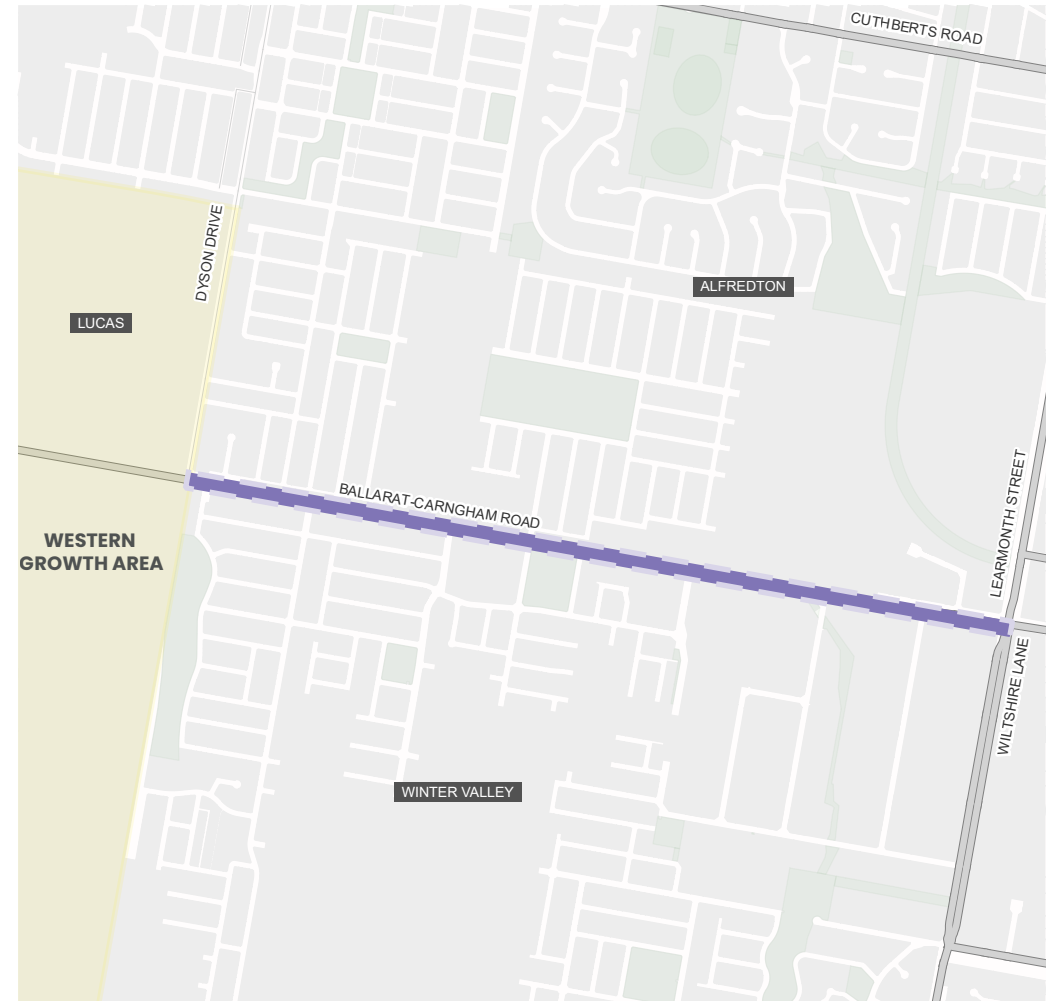 CUTHBERTS ROAD
DYSON DRIVE
ALFREDTON
LUCAS
BALLARAT-CARNGHAM ROAD
LEARMONTH STREET
WESTERN
GROWTH AREA
WILTSHIRE LANE
WINTER VALLEY